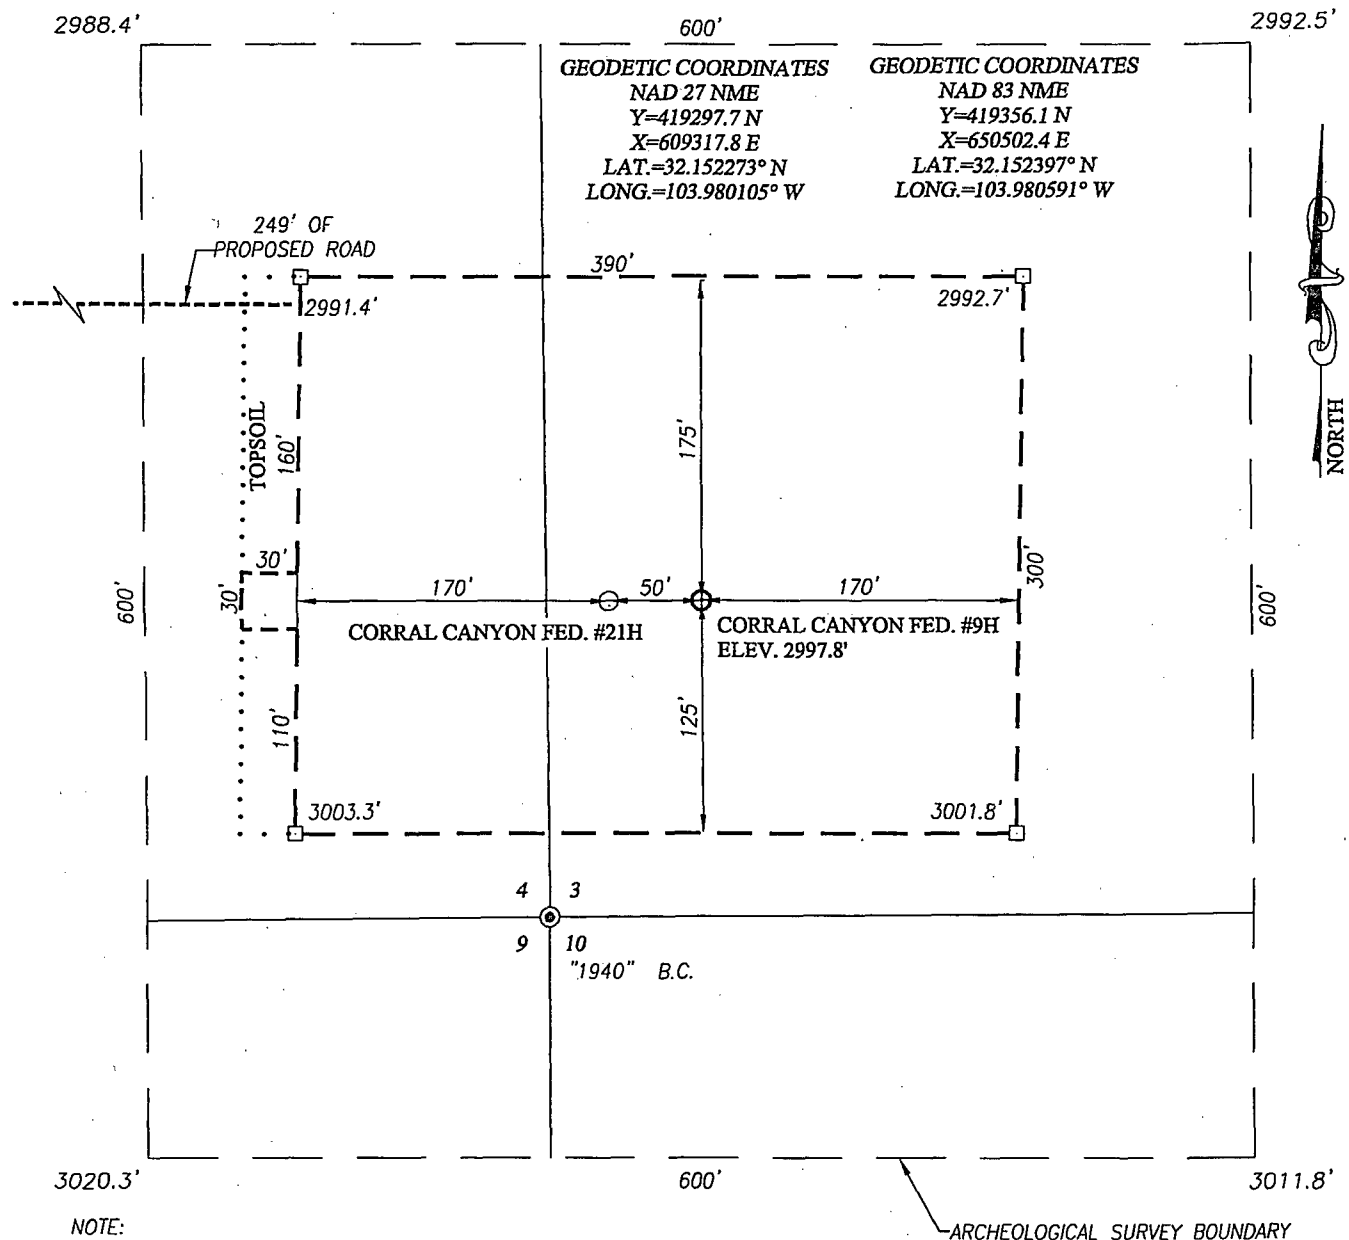 2988.4'
600'
2992.5'
GEODETIC COORDINATES
NAD 27 NME
Y=419297.7 N
X=609317.8 E
LAT.=32.152273° N
LONG.=103.980105° W
GEODETIC COORDINATES
NAD 83 NME
Y=419356.1 N
X=650502.4 E
LAT.=32.152397° N
LONG.=103.980591° W
249' OF
PROPOSED ROAD
390'
2991.4'
2992.7'
NORTH
TOPSOIL
160'
175'
30'
30'
170'
50'
170'
300'
600'
600'
CORRAL CANYON FED. #21H
CORRAL CANYON FED. #9H
ELEV. 2997.8'
110'
125'
3003.3'
3001.8'
4 3
9 10
"1940" B.C.
3020.3'
600'
3011.8'
NOTE:
ARCHEOLOGICAL SURVEY BOUNDARY